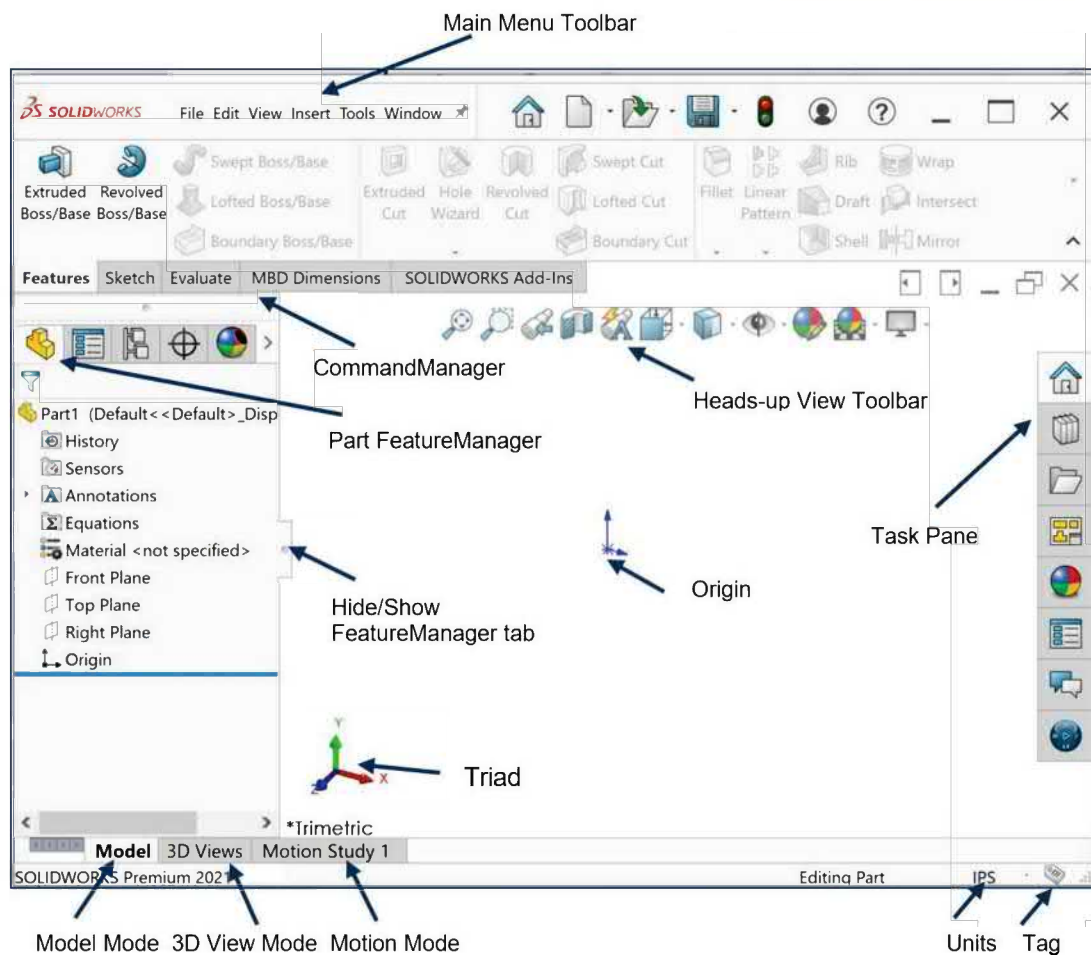 Main Menu Toolbar
SOLIDWORKS File Edit View Insert Tools Window
Extruded Boss/Base
Revolved Boss/Base
Swept Boss/Base
Lofted Boss/Base
Boundary Boss/Base
Extruded Cut
Hole Wizard
Revolved Cut
Swept Cut
Lofted Cut
Boundary Cut
Fillet
Linear Pattern
Rib
Draft
Shell
Wrap
Intersect
Mirror
Features Sketch Evaluate MBD Dimensions SOLIDWORKS Add-Ins
CommandManager
Heads-up View Toolbar
Part FeatureManager
Part1 (Default<<Default>_Disp
History
Sensors
Annotations
Equations
Material <not specified>
Front Plane
Top Plane
Right Plane
Origin
Task Pane
Origin
Hide/Show
FeatureManager tab
Y
X
Z
Triad
*Trimetric
Model 3D Views Motion Study 1
SOLIDWORKS Premium 2021 Editing Part IPS
Model Mode 3D View Mode Motion Mode Units Tag